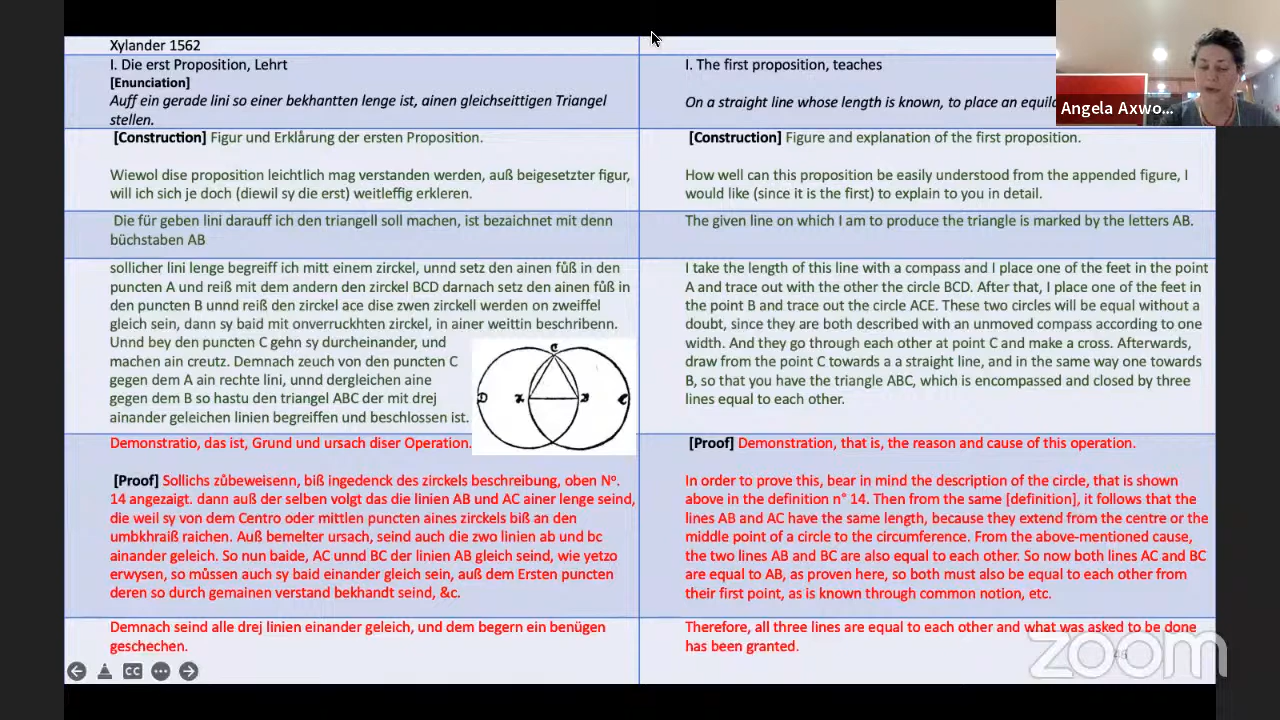 Xylander 1562
I. Die erst Proposition, Lehrt
[Enunciation]
Auff ein gerade lini so einer bekhantten lenge ist, ainen gleichseittigen Triangel
stellen.
I. The first proposition, teaches
On a straight line whose length is known, to place an
Angela Axwo...
[Construction] Figur und Erklårung der ersten Proposition.
Wiewol dise proposition leichtlich mag verstanden werden, auß beigesetzter figur,
will ich sich je doch (diewil sy die erst) weitleffig erkleren.
[Construction] Figure and explanation of the first proposition.
How well can this proposition be easily understood from the appended figure, I
would like (since it is the first) to explain to you in detail.
Die für geben lini darauff ich den triangell soll machen, ist bezaichnet mit denn
büchstaben AB
The given line on which I am to produce the triangle is marked by the letters AB.
sollicher lini lenge begreiff ich mitt einem zirckel, unnd setz den ainen fůß in den
puncten A und reiß mit dem andern den zirckel BCD darnach setz den ainen fůß in
den puncten B unnd reiß den zirckel ace dise zwen zirckell werden on zweiffel
gleich sein, dann sy baid mit onverruckhten zirckel, in ainer weittin beschribenn.
Unnd bey den puncten C gehn sy durcheinander, und
machen ain creutz. Demnach zeuch von den puncten C
gegen dem A ain rechte lini, unnd dergleichen aine
gegen dem B so hastu den triangel ABC der mit drej
ainander geleichen linien begreiffen und beschlossen ist.
C
D
A
B
E
I take the length of this line with a compass and I place one of the feet in the point
A and trace out with the other the circle BCD. After that, I place one of the feet in
the point B and trace out the circle ACE. These two circles will be equal without a
doubt, since they are both described with an unmoved compass according to one
width. And they go through each other at point C and make a cross. Afterwards,
draw from the point C towards a a straight line, and in the same way one towards
B, so that you have the triangle ABC, which is encompassed and closed by three
lines equal to each other.
Demonstratio, das ist, Grund und ursach diser Operation.
[Proof] Sollichs zůbeweisenn, biß ingedenck des zirckels beschreibung, oben Nº.
14 angezaigt. dann auß der selben volgt das die linien AB und AC ainer lenge seind,
die weil sy von dem Centro oder mittlen puncten aines zirckels biß an den
umbkhraiß raichen. Auß bemelter ursach, seind auch die zwo linien ab und bc
ainander geleich. So nun baide, AC unnd BC der linien AB gleich seind, wie yetzo
erwysen, so můssen auch sy baid einander gleich sein, auß dem Ersten puncten
deren so durch gemainen verstand bekhandt seind, &c.
[Proof] Demonstration, that is, the reason and cause of this operation.
In order to prove this, bear in mind the description of the circle, that is shown
above in the definition n° 14. Then from the same [definition], it follows that the
lines AB and AC have the same length, because they extend from the centre or the
middle point of a circle to the circumference. From the above-mentioned cause,
the two lines AB and BC are also equal to each other. So now both lines AC and BC
are equal to AB, as proven here, so both must also be equal to each other from
their first point, as is known through common notion, etc.
Demnach seind alle drej linien einander geleich, und dem begern ein benügen
geschechen.
Therefore, all three lines are equal to each other and what was asked to be done
has been granted.
CC
zoom